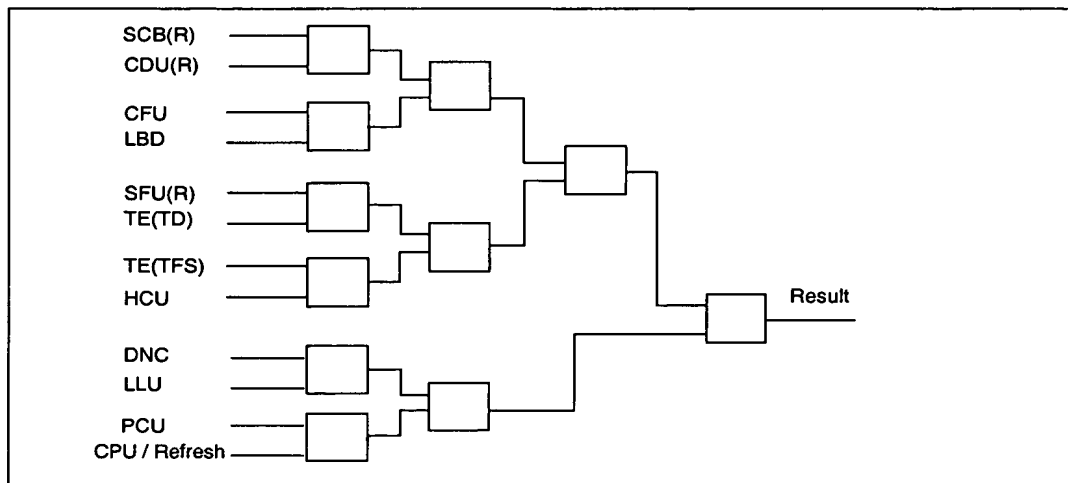 SCB(R)
CDU(R)
CFU
LBD
SFU(R)
TE(TD)
TE(TFS)
HCU
DNC
LLU
PCU
CPU / Refresh
Result